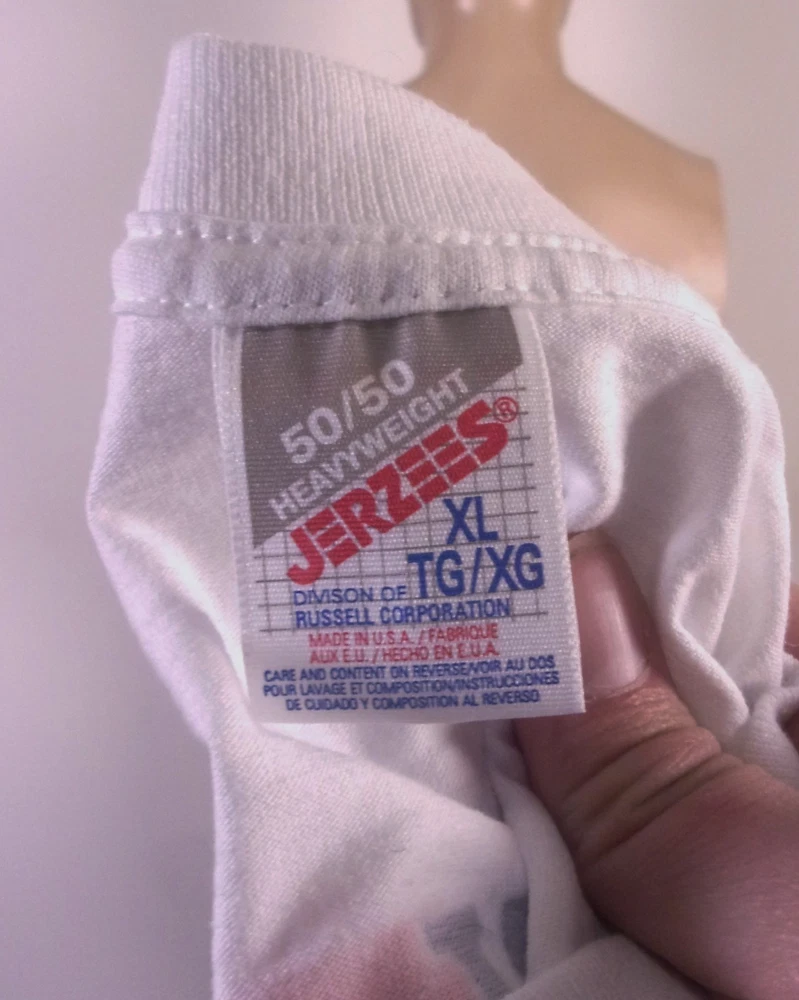 50/50
HEAVYWEIGHT
JERZEES®
XL
TG/XG
DIVISON OF
RUSSELL CORPORATION
MADE IN U.S.A. / FABRIQUE
AUX E.U. / HECHO EN E.U.A.
CARE AND CONTENT ON REVERSE/VOIR AU DOS
POUR LAVAGE ET COMPOSITION/INSTRUCCIONES
DE CUIDADO Y COMPOSITION AL REVERSO